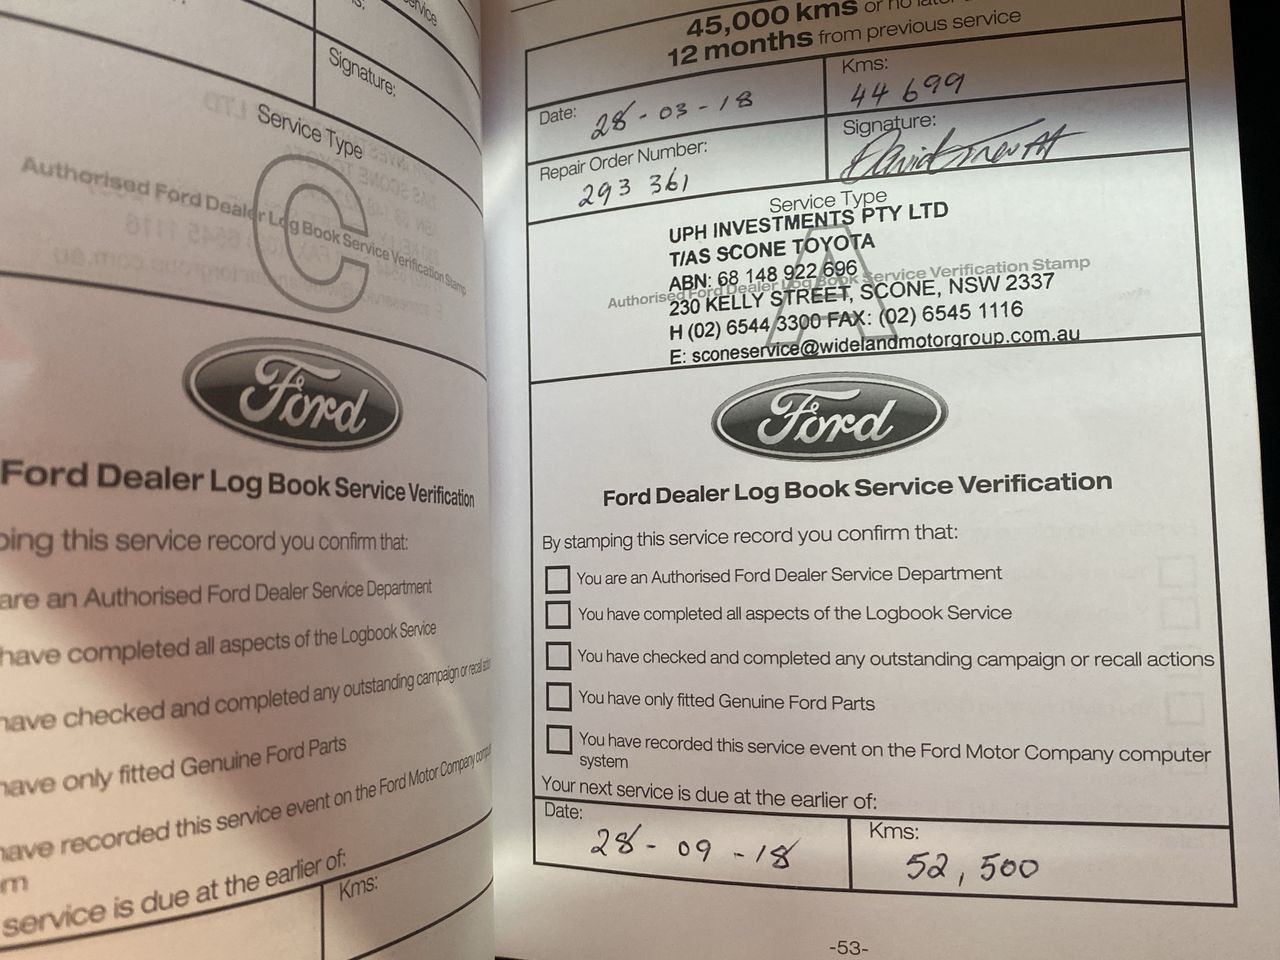 Signature:
Service Type
C
Authorised Ford Dealer Log Book Service Verification Stamp
Ford
Ford Dealer Log Book Service Verification
ping this service record you confirm that:
are an Authorised Ford Dealer Service Department
have completed all aspects of the Logbook Service
have checked and completed any outstanding campaign or recall
have only fitted Genuine Ford Parts
have recorded this service event on the Ford Motor Company
m
service is due at the earlier of:
Kms:
45,000 kms or no
12 months from previous service
Date: 28-03-18
Kms:
44 699
Repair Order Number:
293 361
Signature:
Service Type
A
UPH INVESTMENTS PTY LTD
T/AS SCONE TOYOTA
ABN: 68 148 922 696
Authorised Ford Dealer Log Book Service Verification Stamp
230 KELLY STREET, SCONE, NSW 2337
H (02) 6544 3300 FAX: (02) 6545 1116
E: sconeservice@widelandmotorgroup.com.au
Ford
Ford Dealer Log Book Service Verification
By stamping this service record you confirm that:
You are an Authorised Ford Dealer Service Department
You have completed all aspects of the Logbook Service
You have checked and completed any outstanding campaign or recall actions
You have only fitted Genuine Ford Parts
You have recorded this service event on the Ford Motor Company computer
system
Your next service is due at the earlier of:
Date:
28-09-18
Kms:
52,500
-53-